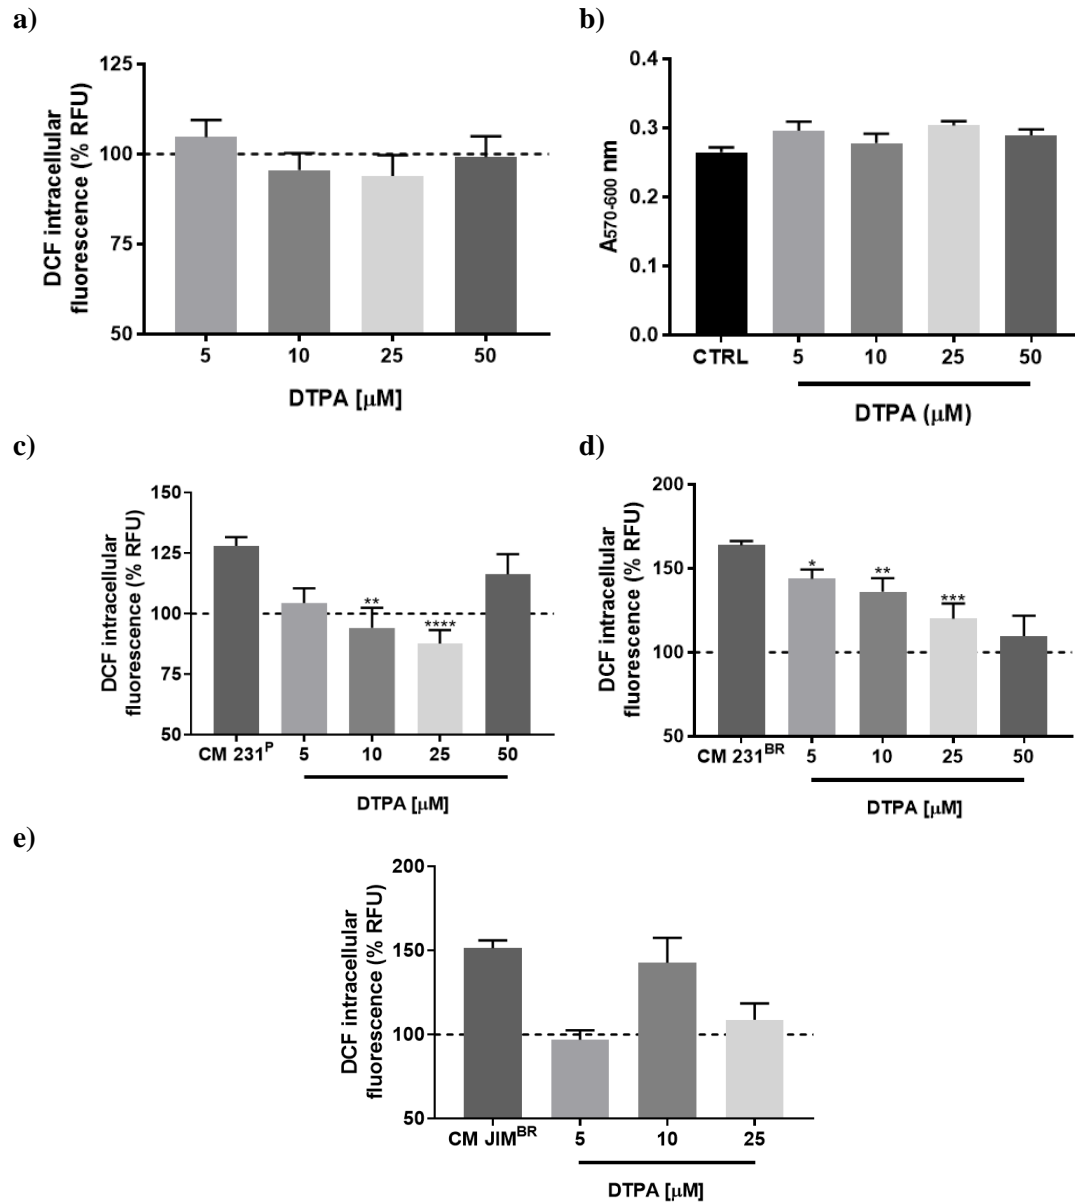 a)
DCF intracellular
fluorescence (% RFU)
125
100
75
50
5 10 25 50
DTPA [μM]
b)
A570-600 nm
0.4
0.3
0.2
0.1
0.0
CTRL 5 10 25 50
DTPA (μM)
c)
DCF intracellular
fluorescence (% RFU)
150
125
100
75
50
** ****
CM 231P 5 10 25 50
DTPA [μM]
d)
DCF intracellular
fluorescence (% RFU)
200
150
100
50
* ** ***
CM 231BR 5 10 25 50
DTPA [μM]
e)
DCF intracellular
fluorescence (% RFU)
200
150
100
50
CM JIMBR 5 10 25
DTPA [μM]